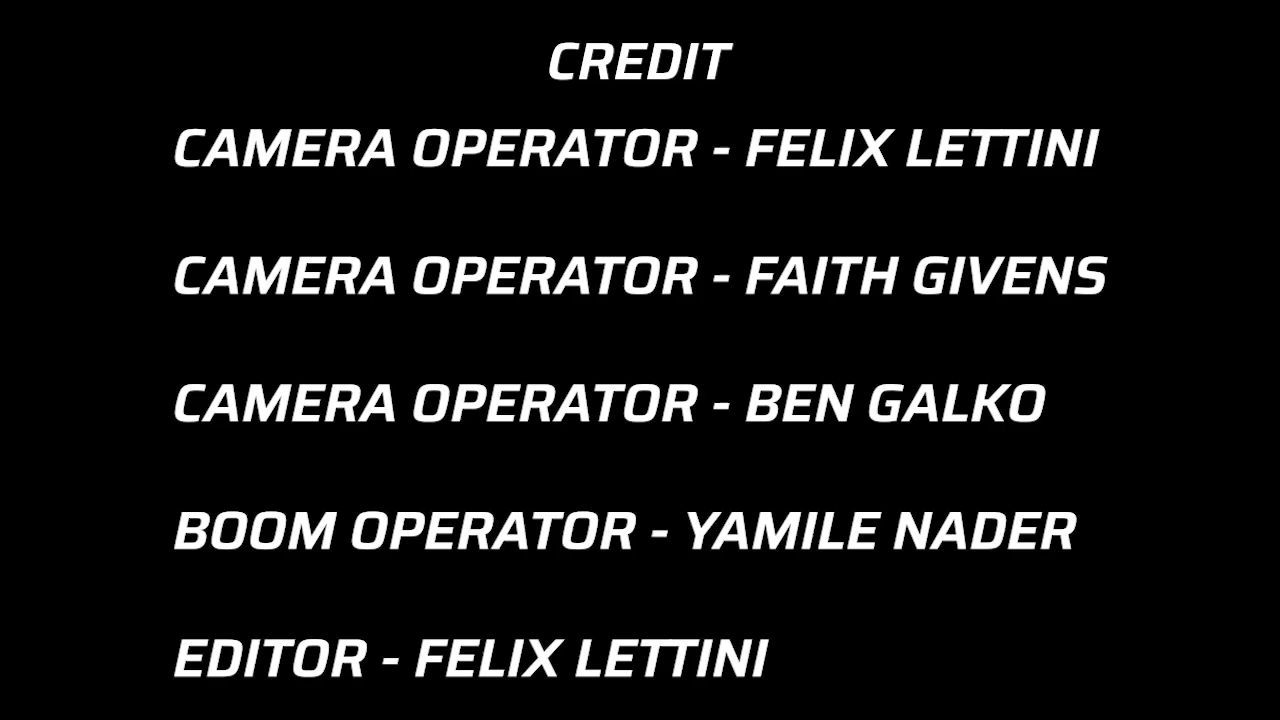 CREDIT
CAMERA OPERATOR - FELIX LETTINI
CAMERA OPERATOR - FAITH GIVENS
CAMERA OPERATOR - BEN GALKO
BOOM OPERATOR - YAMILE NADER
EDITOR - FELIX LETTINI